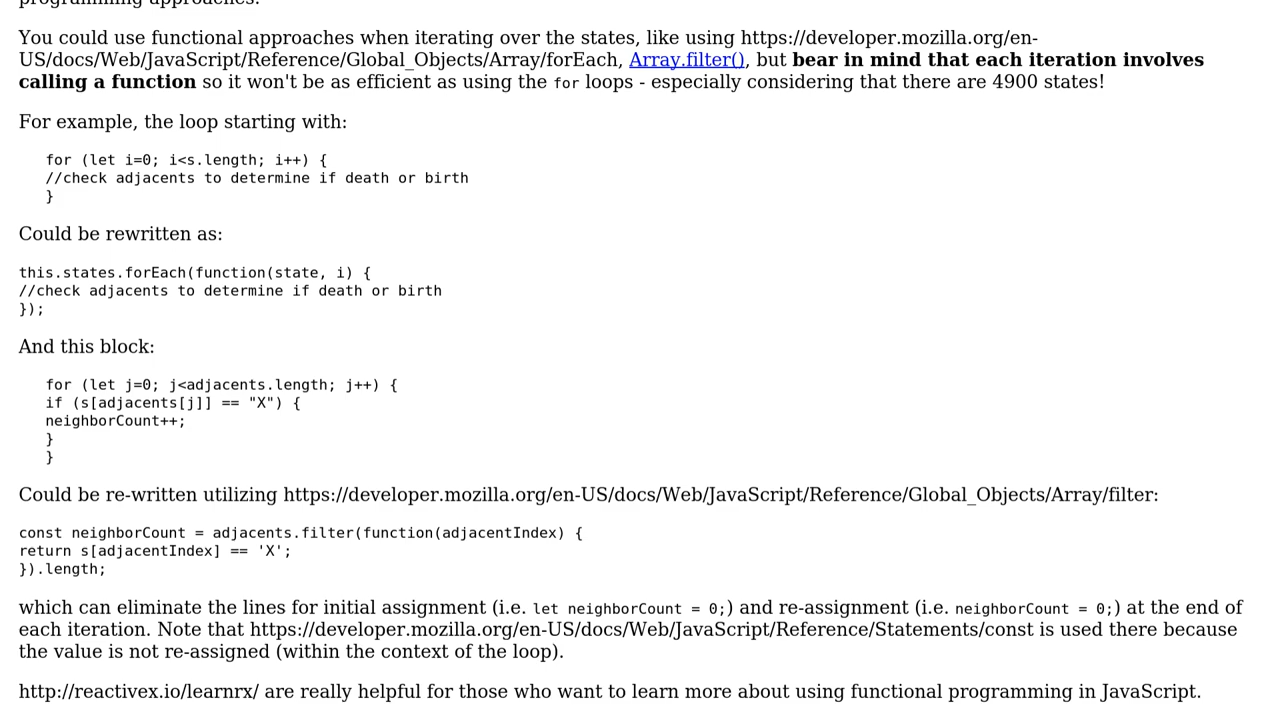 programming approaches.
You could use functional approaches when iterating over the states, like using https://developer.mozilla.org/en-
US/docs/Web/JavaScript/Reference/Global_Objects/Array/forEach, Array.filter(), but bear in mind that each iteration involves
calling a function so it won't be as efficient as using the for loops - especially considering that there are 4900 states!
For example, the loop starting with:
for (let i=0; i<s.length; i++) {
//check adjacents to determine if death or birth
}
Could be rewritten as:
this.states.forEach(function(state, i) {
//check adjacents to determine if death or birth
});
And this block:
for (let j=0; j<adjacents.length; j++) {
if (s[adjacents[j]] == "X") {
neighborCount++;
}
}
Could be re-written utilizing https://developer.mozilla.org/en-US/docs/Web/JavaScript/Reference/Global_Objects/Array/filter:
const neighborCount = adjacents.filter(function(adjacentIndex) {
return s[adjacentIndex] == 'X';
}).length;
which can eliminate the lines for initial assignment (i.e. let neighborCount = 0;) and re-assignment (i.e. neighborCount = 0;) at the end of
each iteration. Note that https://developer.mozilla.org/en-US/docs/Web/JavaScript/Reference/Statements/const is used there because
the value is not re-assigned (within the context of the loop).
http://reactivex.io/learnrx/ are really helpful for those who want to learn more about using functional programming in JavaScript.